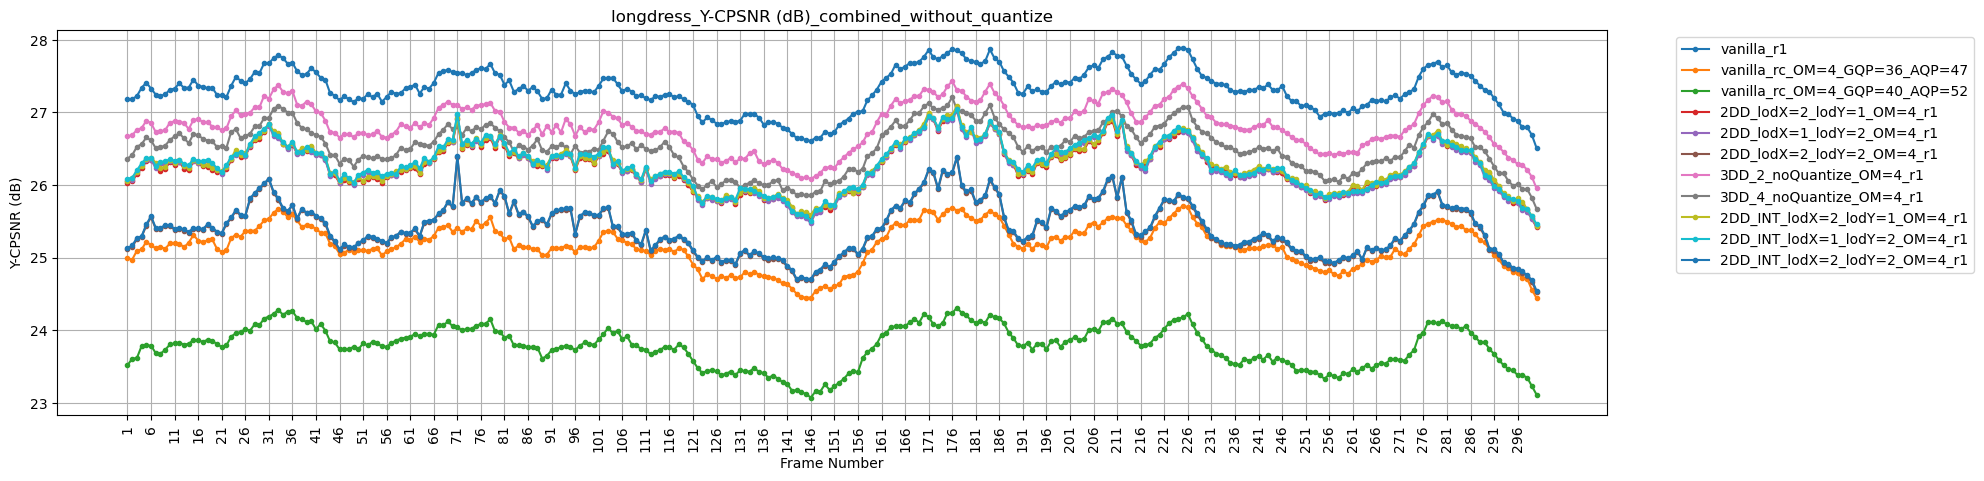 longdress_Y-CPSNR (dB)_combined_without_quantize
Y-CPSNR (dB)
28
27
26
25
24
23
1 6 11 16 21 26 31 36 41 46 51 56 61 66 71 76 81 86 91 96 101 106 111 116 121 126 131 136 141 146 151 156 161 166 171 176 181 186 191 196 201 206 211 216 221 226 231 236 241 246 251 256 261 266 271 276 281 286 291 296
Frame Number
vanilla_r1
vanilla_rc_OM=4_GQP=36_AQP=47
vanilla_rc_OM=4_GQP=40_AQP=52
2DD_lodX=2_lodY=1_OM=4_r1
2DD_lodX=1_lodY=2_OM=4_r1
2DD_lodX=2_lodY=2_OM=4_r1
3DD_2_noQuantize_OM=4_r1
3DD_4_noQuantize_OM=4_r1
2DD_INT_lodX=2_lodY=1_OM=4_r1
2DD_INT_lodX=1_lodY=2_OM=4_r1
2DD_INT_lodX=2_lodY=2_OM=4_r1